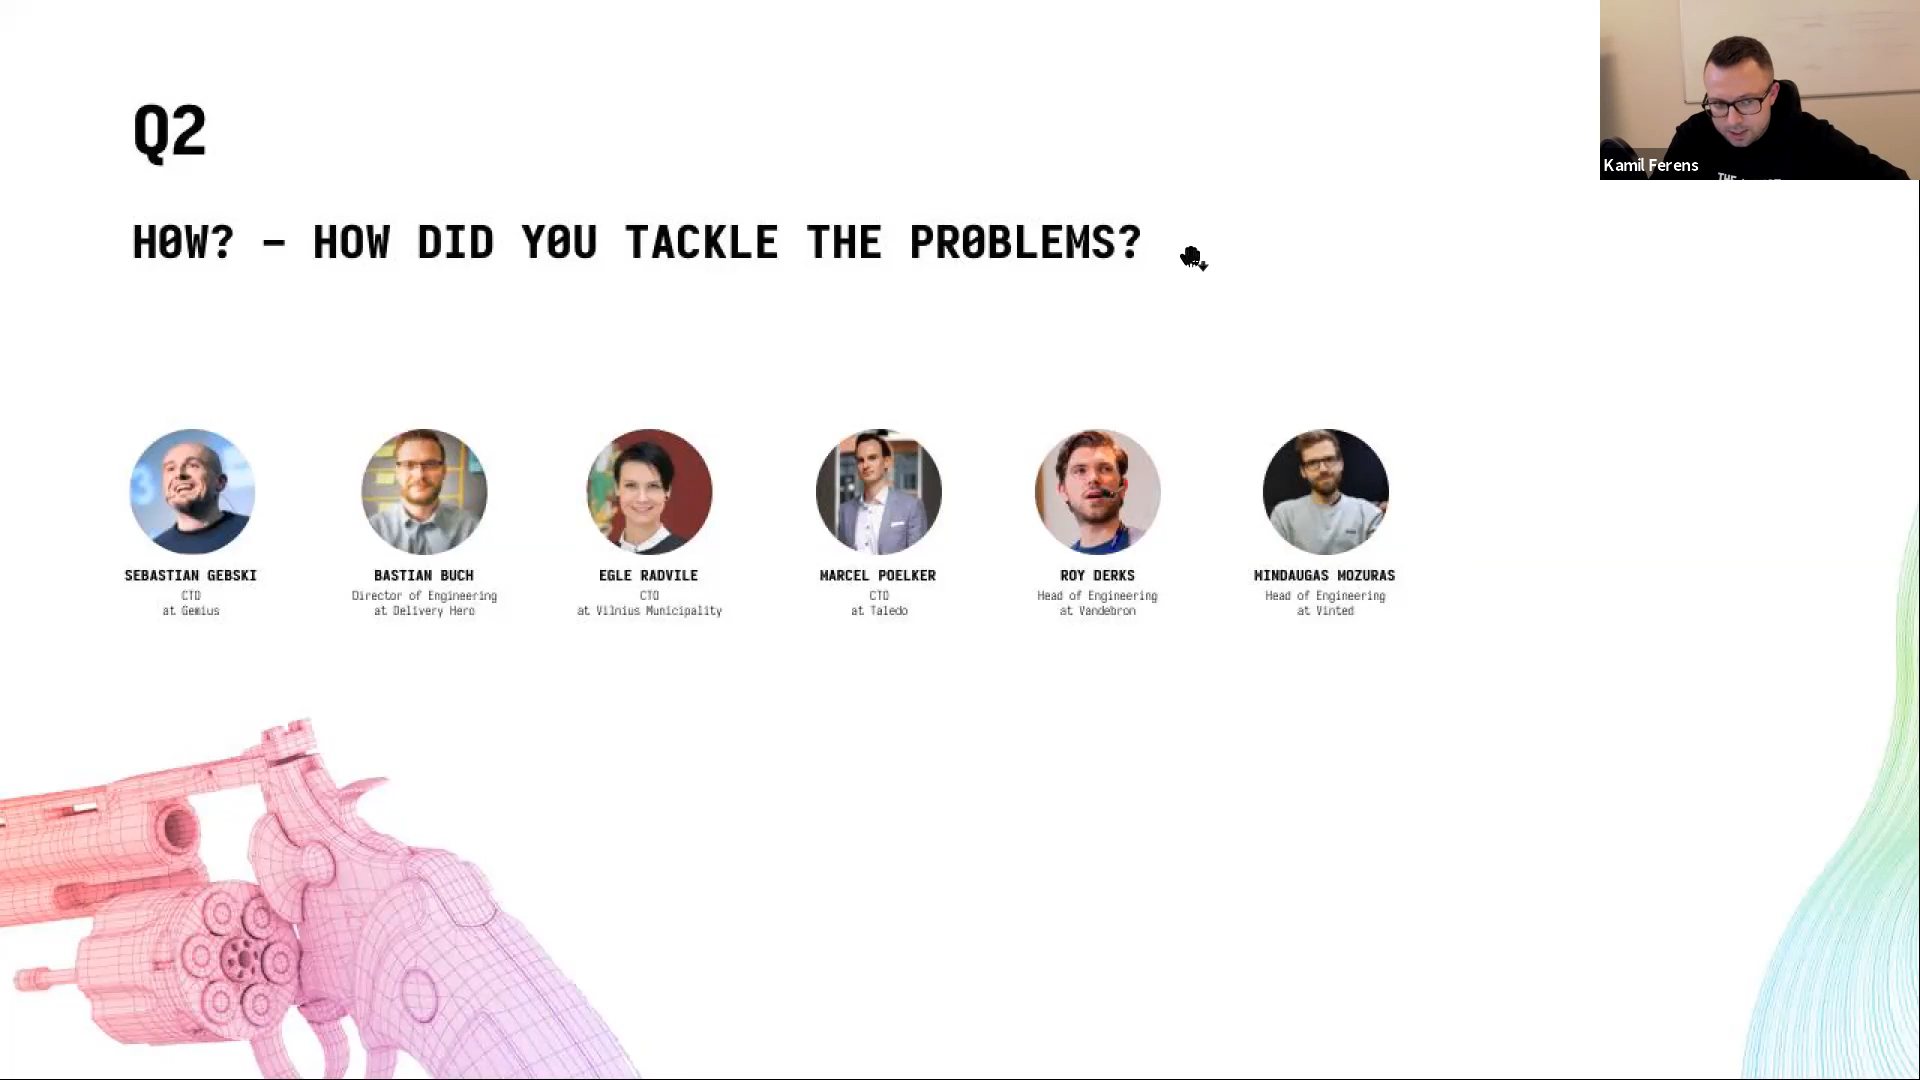 Q2
HOW? – HOW DID YOU TACKLE THE PROBLEMS?
Kamil Ferens
SEBASTIAN GEBSKI
CTO
at Gemius
BASTIAN BUCH
Director of Engineering
at Delivery Hero
EGLE RADVILE
CTO
at Vilnius Municipality
MARCEL POELKER
CTO
at Taledo
ROY DERKS
Head of Engineering
at Vandebron
MINDAUGAS MOZURAS
Head of Engineering
at Vinted